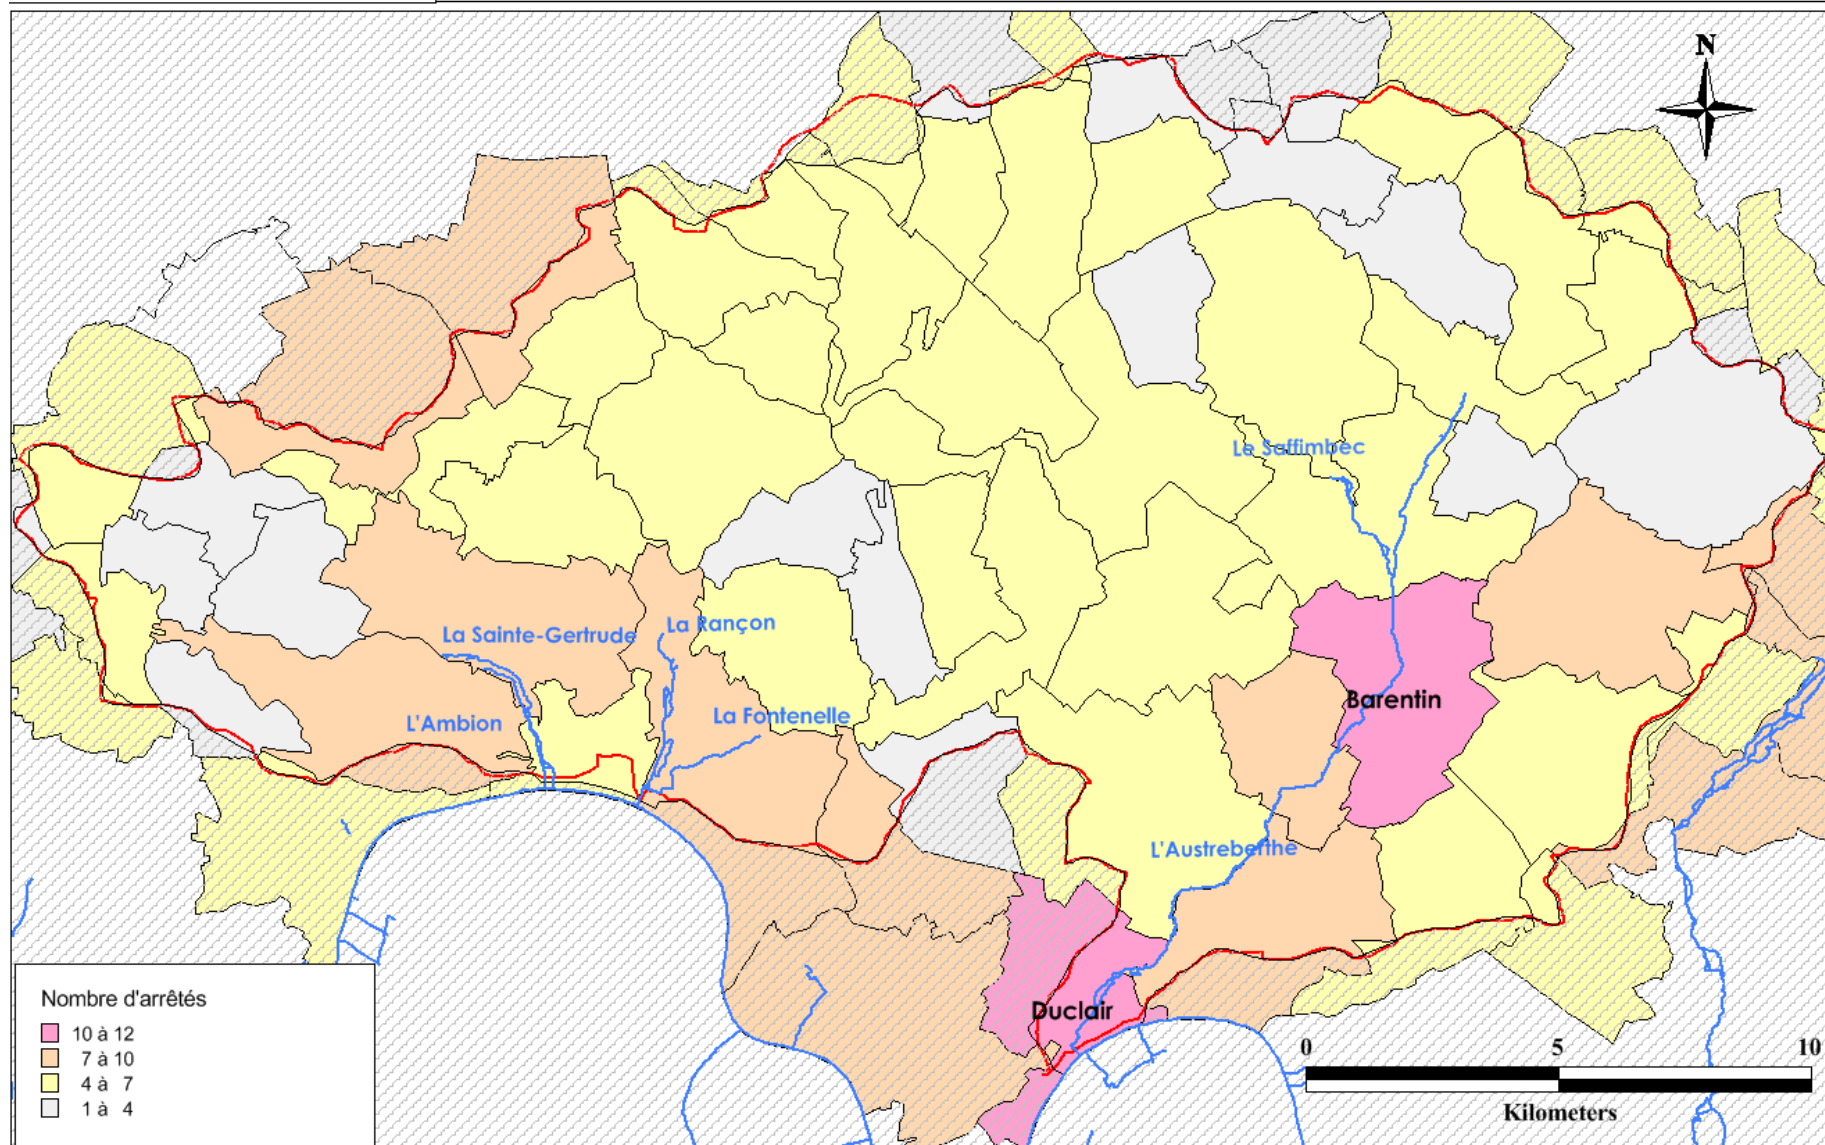 N
Le Saffimbec
La Rançon
La Sainte-Gertrude
Barentin
L'Ambion
La Fontenelle
L'Austreberthe
Duclair
Nombre d'arrêtés
10 à 12
7 à 10
4 à 7
1 à 4
0 5 10
Kilometers